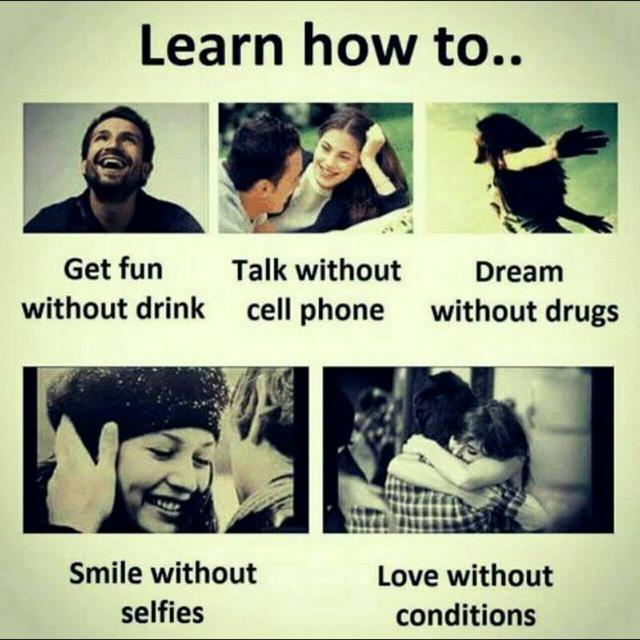 Learn how to..
Get fun
without drink
Talk without
cell phone
Dream
without drugs
Smile without
selfies
Love without
conditions